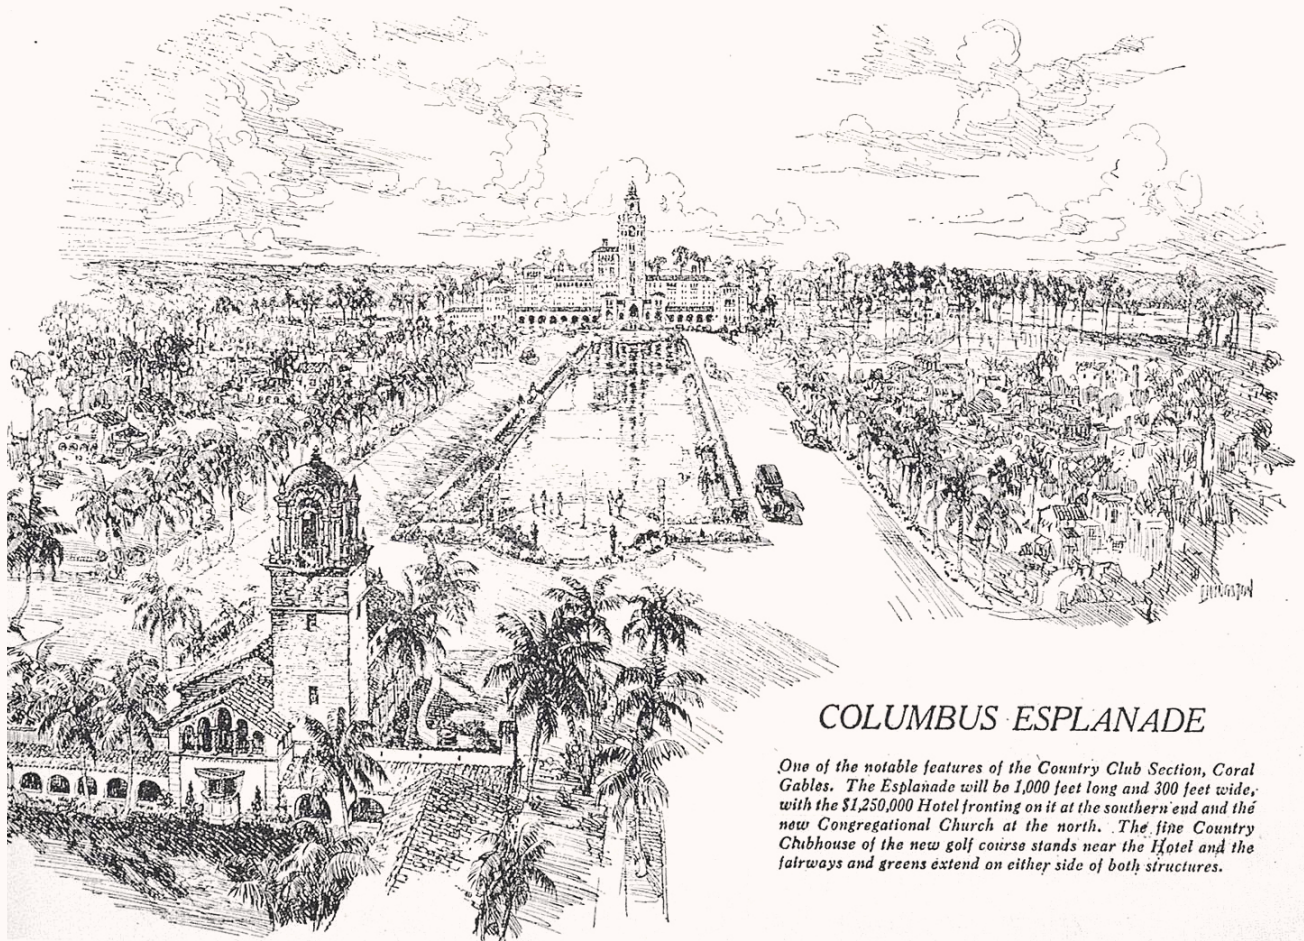 LIVINGSTON
COLUMBUS ESPLANADE
One of the notable features of the Country Club Section, Coral
Gables. The Esplanade will be 1,000 feet long and 300 feet wide,
with the $1,250,000 Hotel fronting on it at the southern end and the
new Congregational Church at the north. The fine Country
Clubhouse of the new golf course stands near the Hotel and the
fairways and greens extend on either side of both structures.